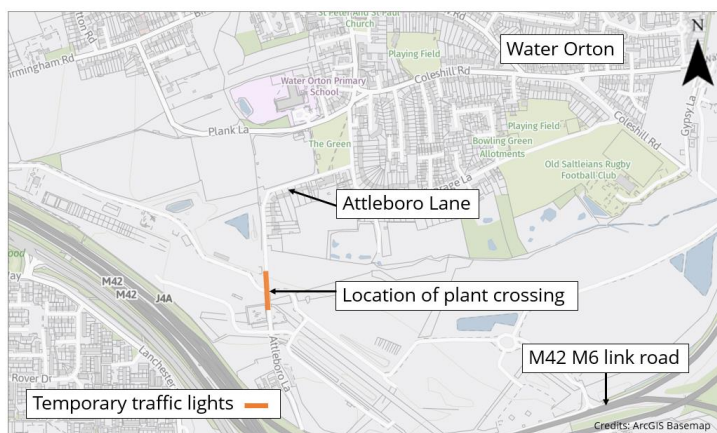 St Peter And St Paul
Church
Water Orton
N
Playing Field
Birmingham Rd
Coleshill Rd
Water Orton Primary
School
Plank La
Playing Field
Coleshill Rd
Gypsy La
The Green
Bowling Green
Allotments
Old Saltleians Rugby
Football Club
Attleboro Lane
M42
M42
J4A
Location of plant crossing
Attleboro La
M42 M6 link road
Rover Dr
Lanchester
Temporary traffic lights
Credits: ArcGIS Basemap